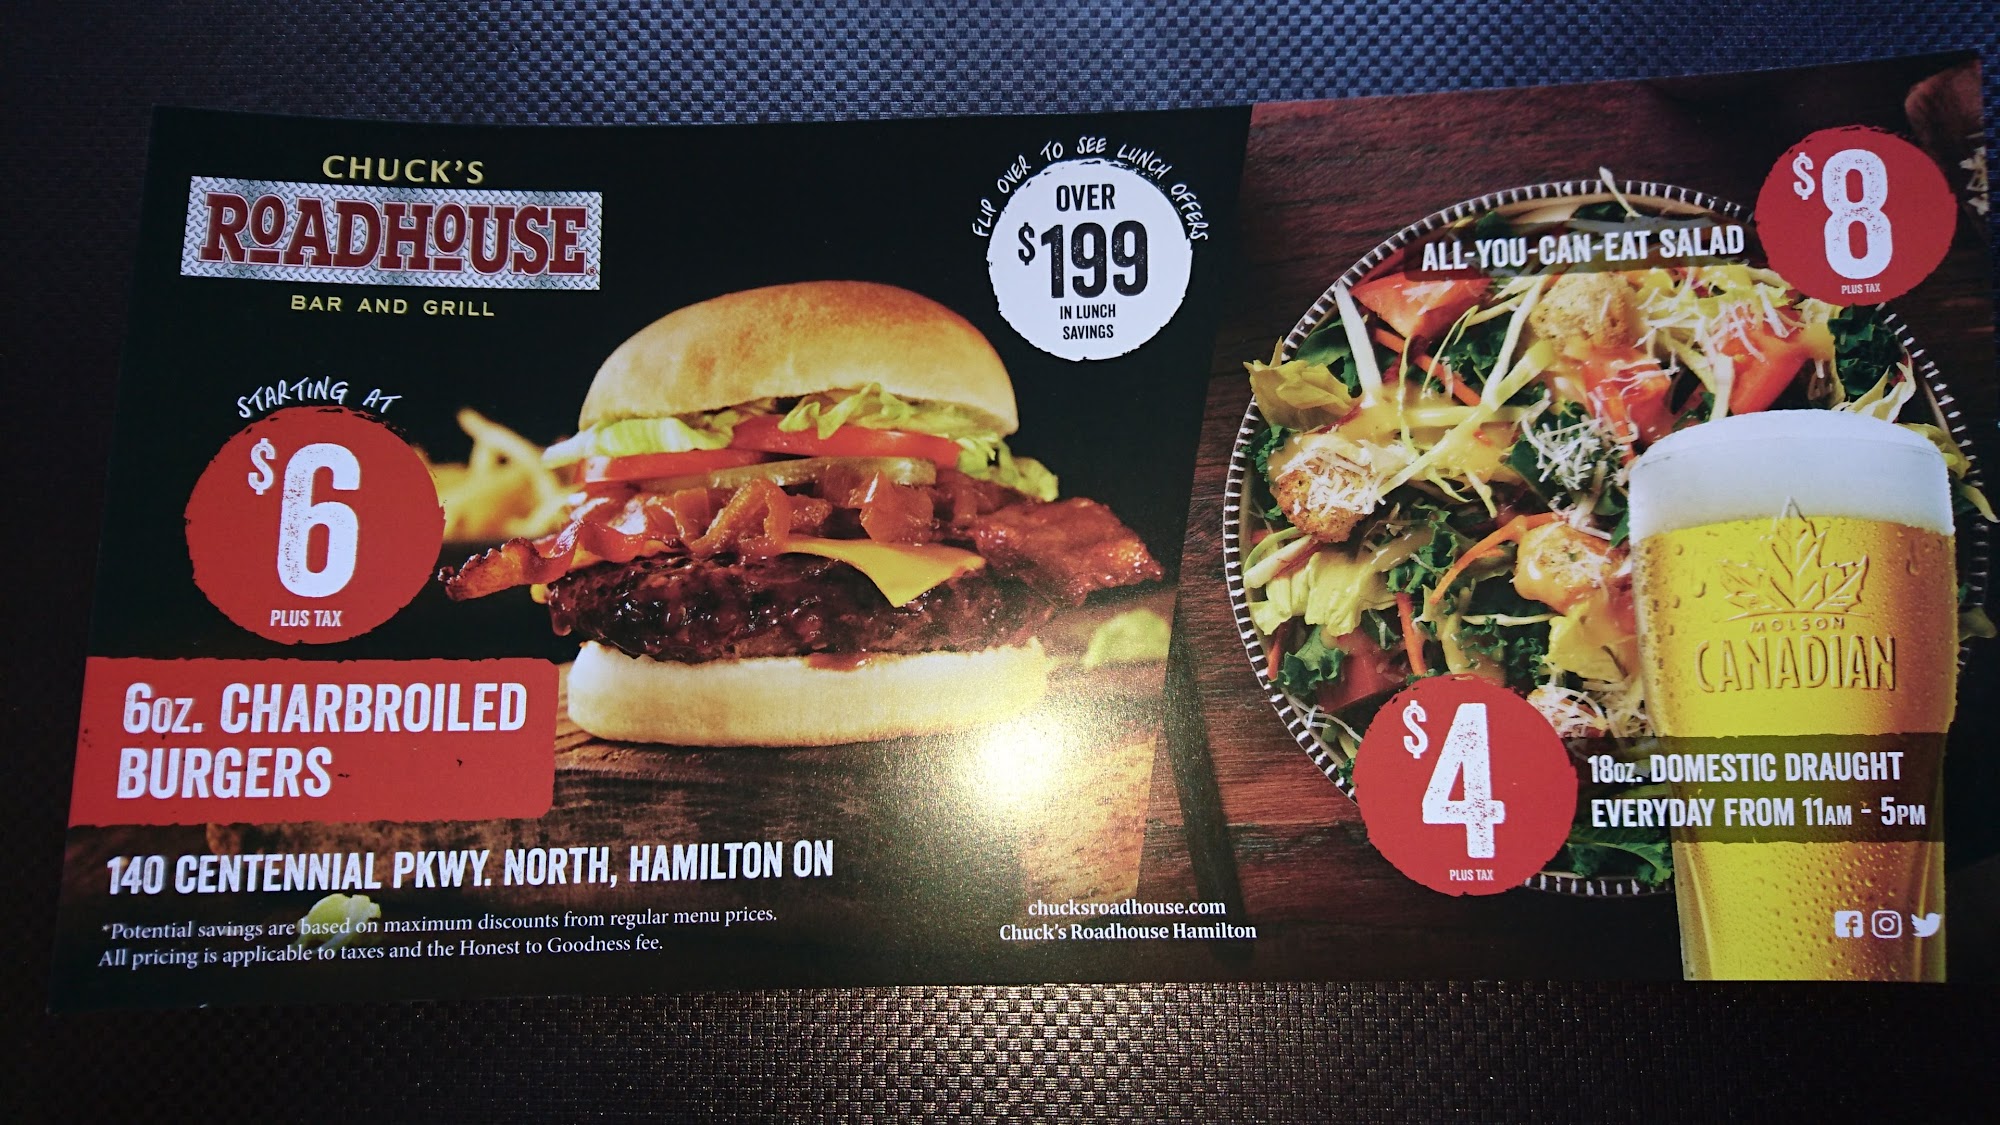 CHUCK'S
ROADHOUSE
BAR AND GRILL
STARTING AT
$6
PLUS TAX
6oz. CHARBROILED
BURGERS
140 CENTENNIAL PKWY. NORTH, HAMILTON ON
*Potential savings are based on maximum discounts from regular menu prices.
All pricing is applicable to taxes and the Honest to Goodness fee.
FLIP OVER TO SEE LUNCH OFFERS
OVER
$199
IN LUNCH
SAVINGS
chucksroadhouse.com
Chuck's Roadhouse Hamilton
ALL-YOU-CAN-EAT SALAD
$8
PLUS TAX
MOLSON
CANADIAN
$4
PLUS TAX
18oz. DOMESTIC DRAUGHT
EVERYDAY FROM 11AM - 5PM